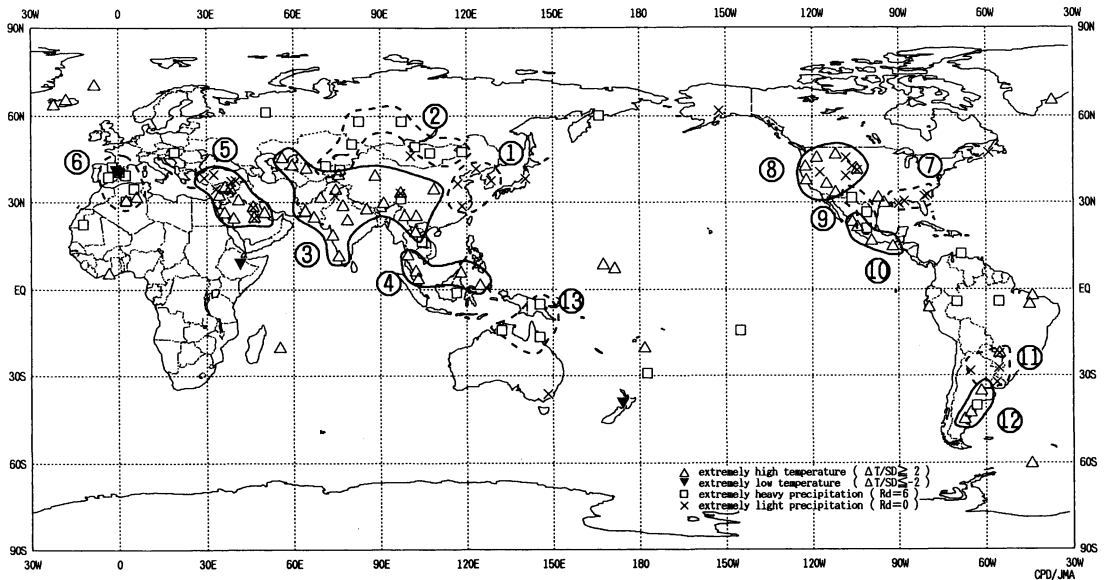 30W 0 30E 60E 90E 120E 150E 180 150W 120W 90W 60W 30W
90N 90N
60N 60N
② ⑤ ① ⑥ ⑦ ⑧
30N 30N
③ ⑨ ⑩ ④
EQ EQ
⑬
⑪
30S 30S
⑫
60S 60S
△ extremely high temperature ( ΔT/SD≧ 2 )
▼ extremely low temperature ( ΔT/SD≦-2 )
□ extremely heavy precipitation ( Rd=6 )
× extremely light precipitation ( Rd=0 )
90S 90S
30W 0 30E 60E 90E 120E 150E 180 150W 120W 90W 60W 30W
CPD/JMA